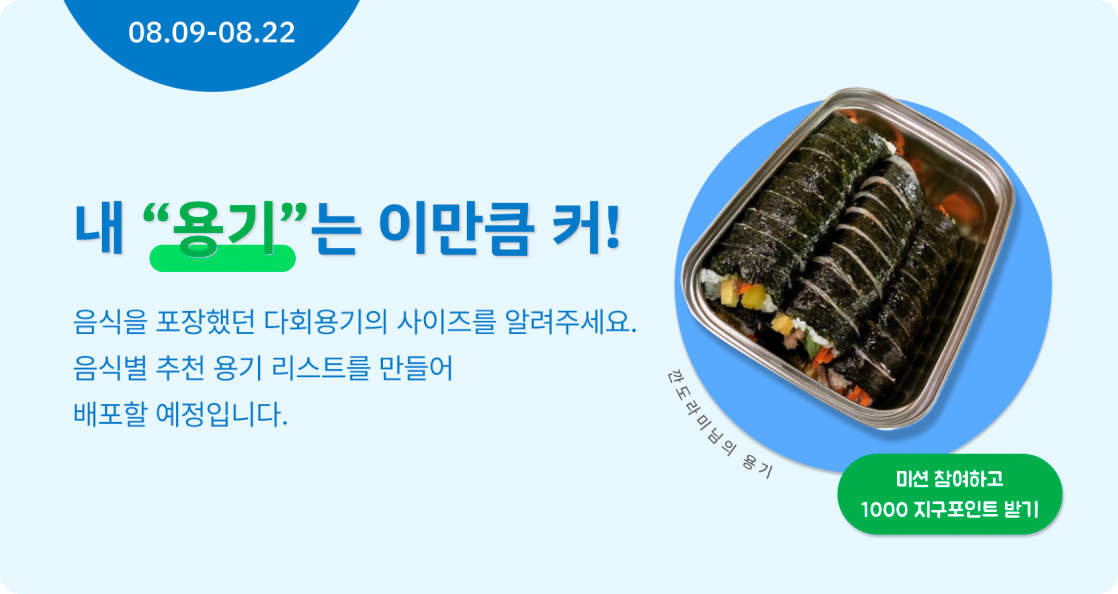 08.09-08.22
내 “용기”는 이만큼 커!
음식을 포장했던 다회용기의 사이즈를 알려주세요.
음식별 추천 용기 리스트를 만들어
배포할 예정입니다.
깐도라미님의 용기
미션 참여하고
1000 지구포인트 받기